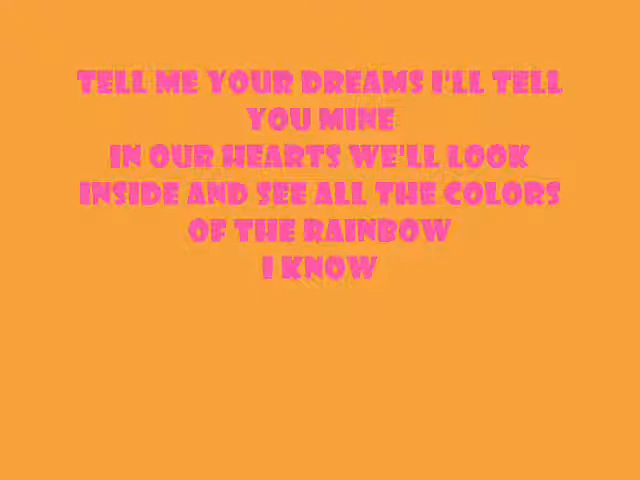 TELL ME YOUR DREAMS I'LL TELL
YOU MINE
IN OUR HEARTS WE'LL LOOK
INSIDE AND SEE ALL THE COLORS
OF THE RAINBOW
I KNOW